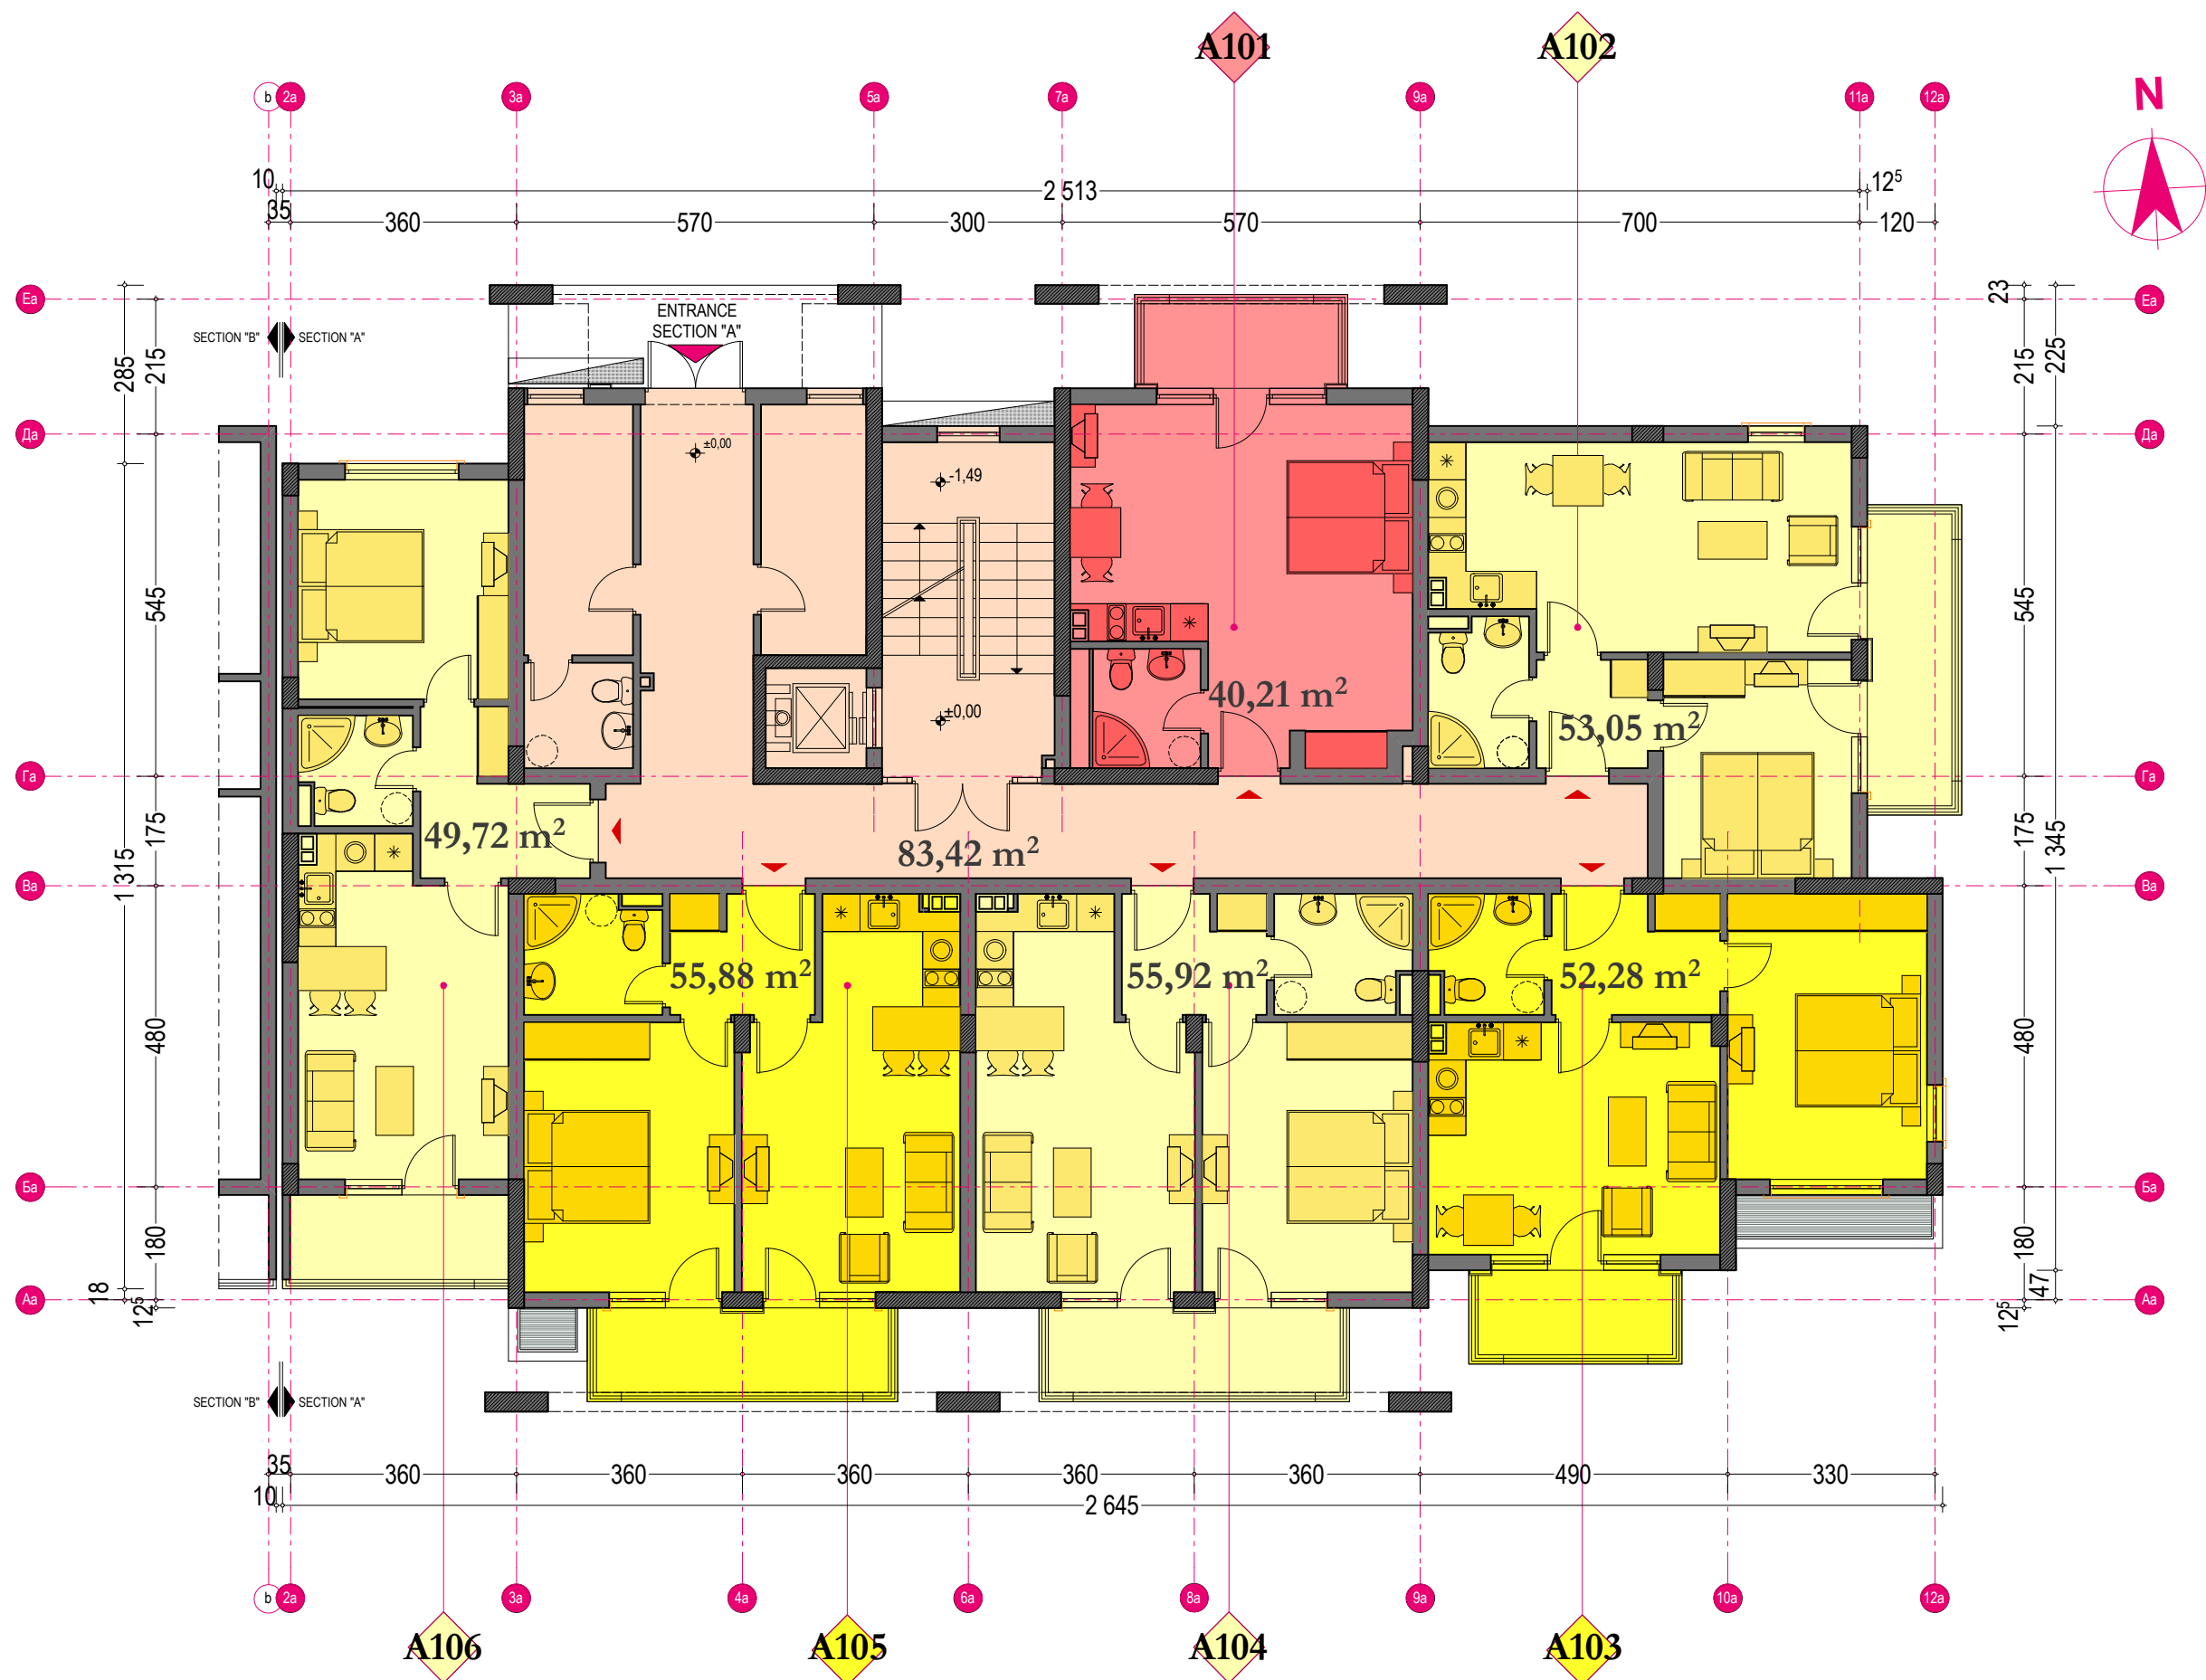 A101 A102
b 2a 3a 5a 7a 9a 11a 12a
N
10 2 513 12⁵
35 360 570 300 570 700 120
Еа ENTRANCE 23 Еа
SECTION "A"
SECTION "B" SECTION "A"
285 215 215 225
Да ±0,00 Да
-1,49
545 545
40,21 m²
±0,00 53,05 m²
Га Га
49,72 m² 175 175
83,42 m²
1 315 1 345
Ва Ва
55,88 m² 55,92 m² 52,28 m²
480 480
Ба Ба
180 180
18 47
Аа Аа
12⁵ 12⁵
SECTION "B" SECTION "A"
35 360 360 360 360 360 490 330
10 2 645
b 2a 3a 4a 6a 8a 9a 10a 12a
A106 A105 A104 A103